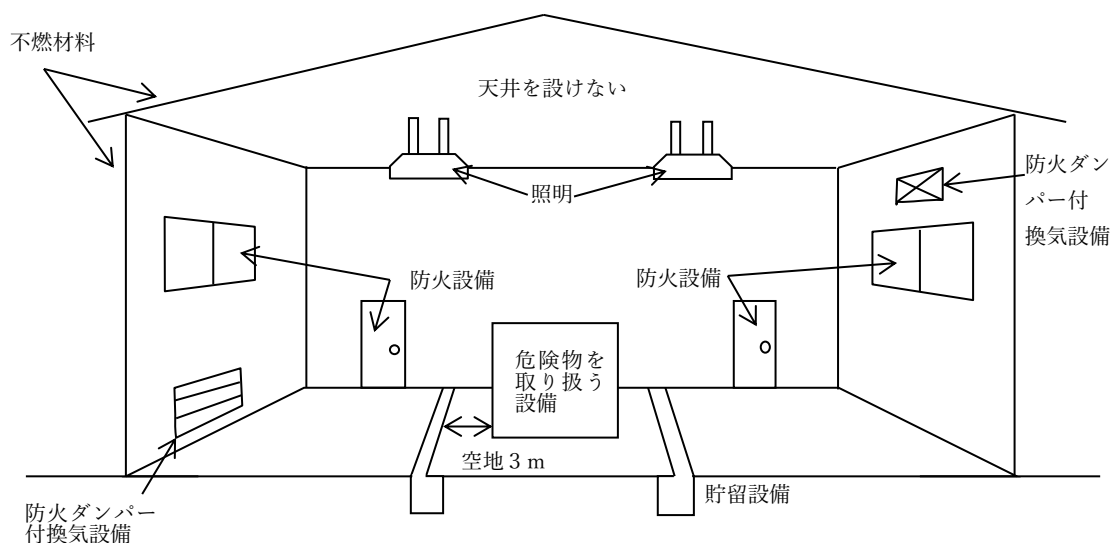 不燃材料
天井を設けない
防火ダン
パー付
換気設備
照明
防火設備
防火設備
危険物を
取り扱う
設備
空地3m
貯留設備
防火ダンパー
付換気設備